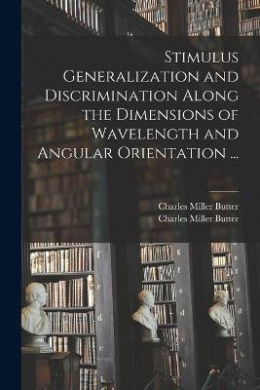 Stimulus
Generalization and
Discrimination Along
the Dimensions of
Wavelength and
Angular Orientation ...
Charles Miller Butter
Charles Miller Butter